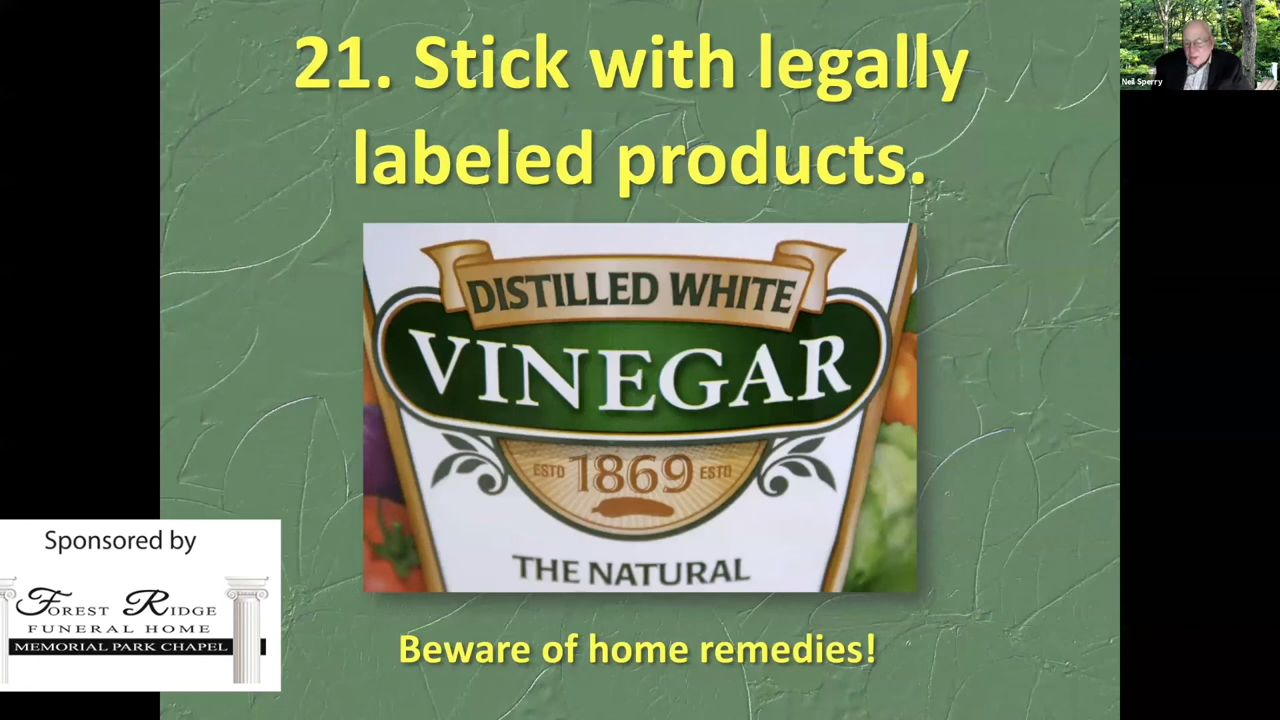 21. Stick with legally
labeled products.
Neil Sperry
DISTILLED WHITE
VINEGAR
ESTD 1869 ESTD
THE NATURAL
Sponsored by
FOREST RIDGE
FUNERAL HOME
MEMORIAL PARK CHAPEL
Beware of home remedies!